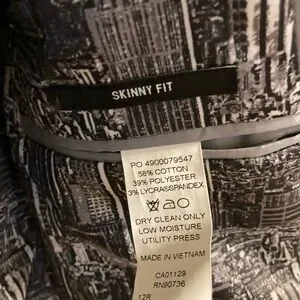 SKINNY FIT
PO 4900079547
58% COTTON
39% POLYESTER
3% LYCRA®SPANDEX
DRY CLEAN ONLY
LOW MOISTURE
UTILITY PRESS
MADE IN VIETNAM
CA01129
RN90736
12R